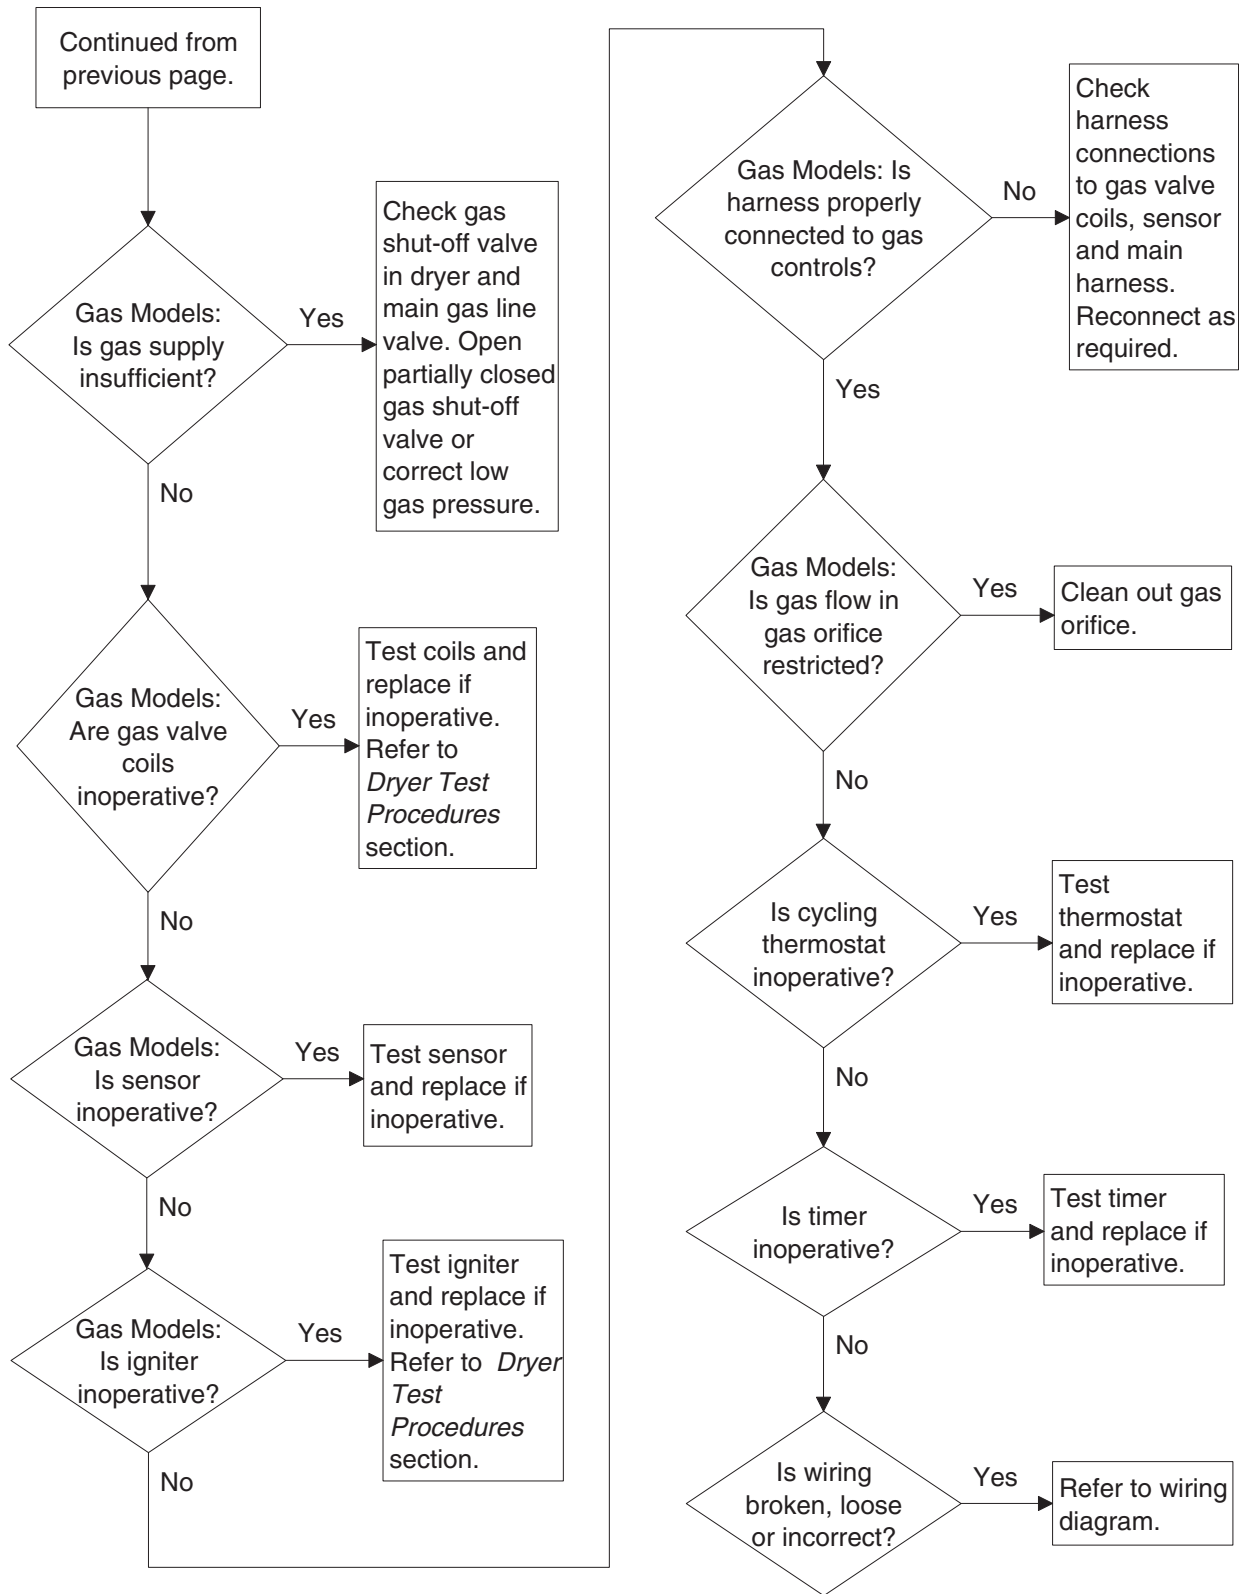 Continued from
previous page.
Gas Models:
Is gas supply
insufficient?
Yes
Check gas
shut-off valve
in dryer and
main gas line
valve. Open
partially closed
gas shut-off
valve or
correct low
gas pressure.
No
Gas Models:
Are gas valve
coils
inoperative?
Yes
Test coils and
replace if
inoperative.
Refer to
Dryer Test
Procedures
section.
No
Gas Models:
Is sensor
inoperative?
Yes
Test sensor
and replace if
inoperative.
No
Gas Models:
Is igniter
inoperative?
Yes
Test igniter
and replace if
inoperative.
Refer to Dryer
Test
Procedures
section.
No
Gas Models: Is
harness properly
connected to gas
controls?
No
Check
harness
connections
to gas valve
coils, sensor
and main
harness.
Reconnect as
required.
Yes
Gas Models:
Is gas flow in
gas orifice
restricted?
Yes
Clean out gas
orifice.
No
Is cycling
thermostat
inoperative?
Yes
Test
thermostat
and replace if
inoperative.
No
Is timer
inoperative?
Yes
Test timer
and replace if
inoperative.
No
Is wiring
broken, loose
or incorrect?
Yes
Refer to wiring
diagram.